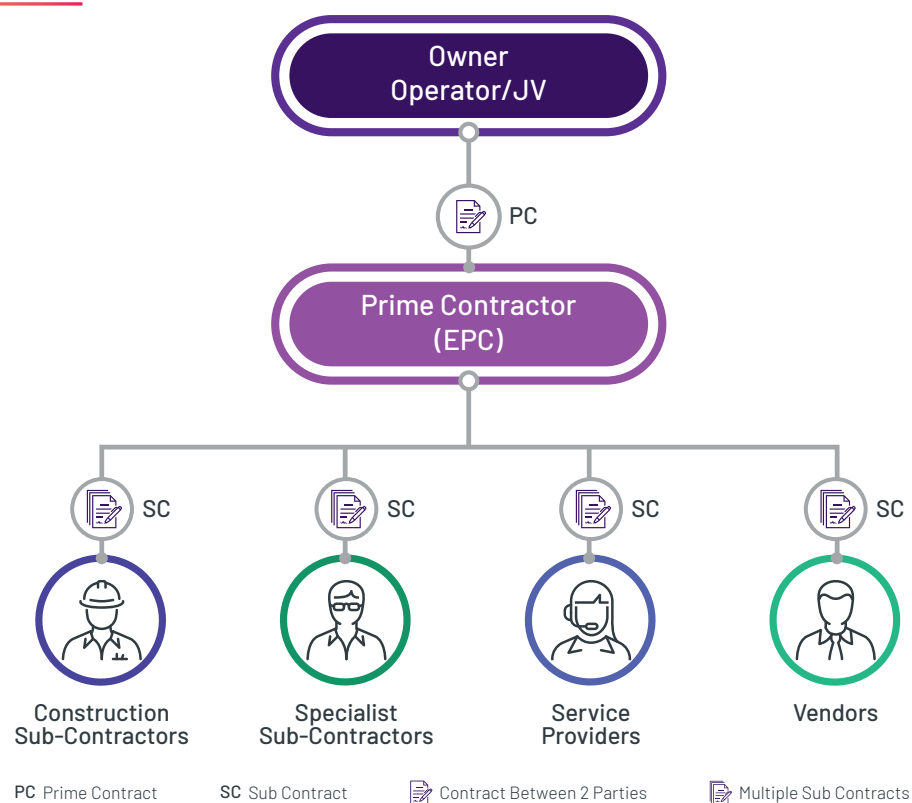 Owner
Operator/JV
PC
Prime Contractor
(EPC)
SC
SC
SC
SC
Construction
Sub-Contractors
Specialist
Sub-Contractors
Service
Providers
Vendors
PC Prime Contract
SC Sub Contract
Contract Between 2 Parties
Multiple Sub Contracts